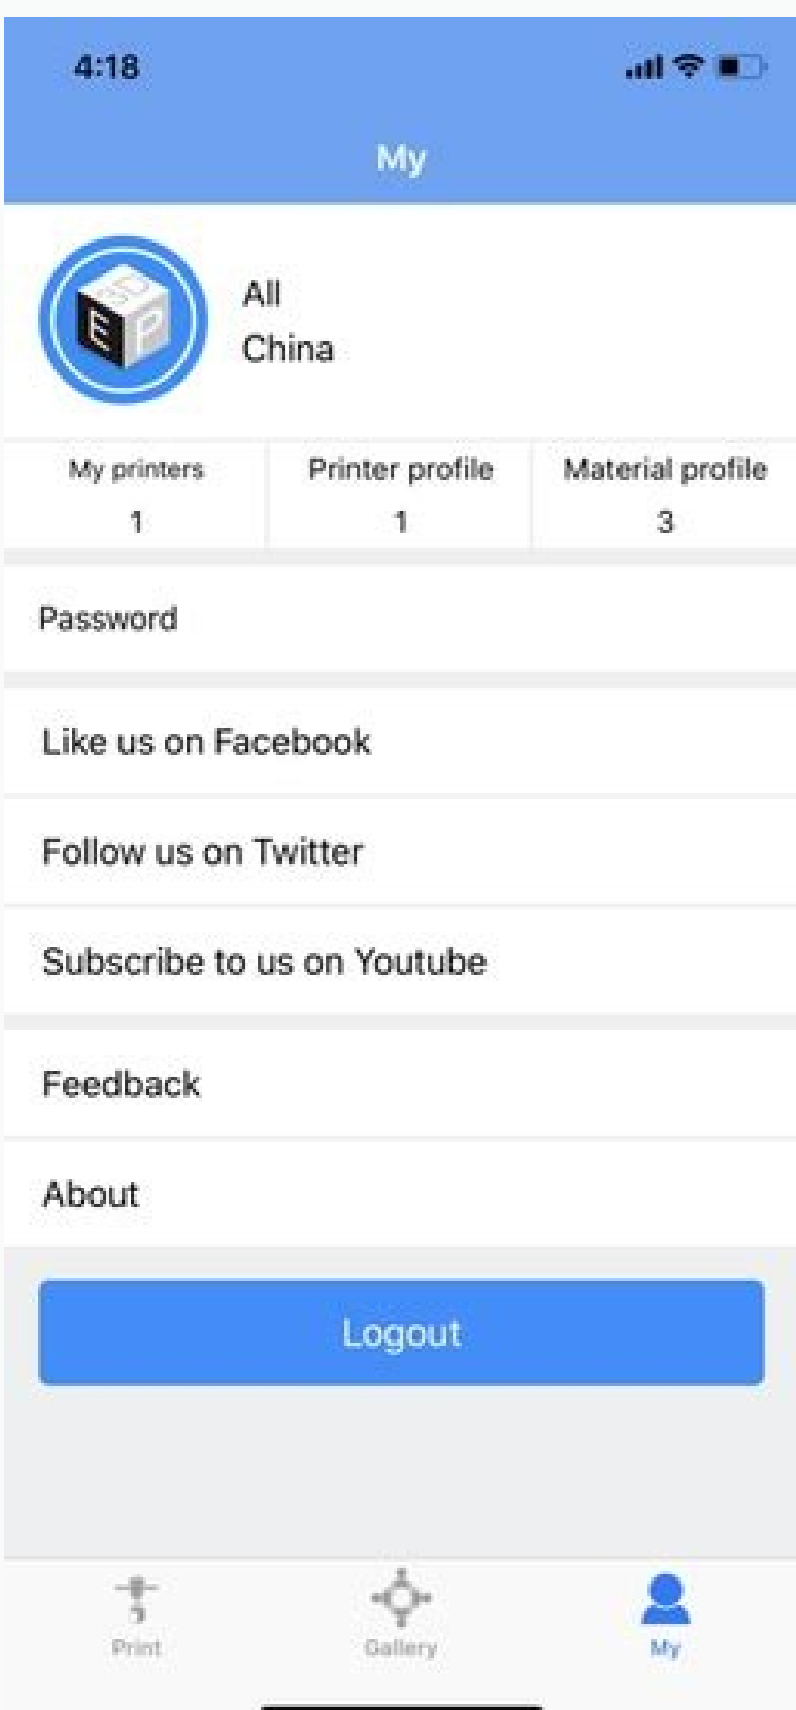 4:18
My
3D
E P
All
China
My printers Printer profile Material profile
1 1 3
Password
Like us on Facebook
Follow us on Twitter
Subscribe to us on Youtube
Feedback
About
Logout
Print Gallery My